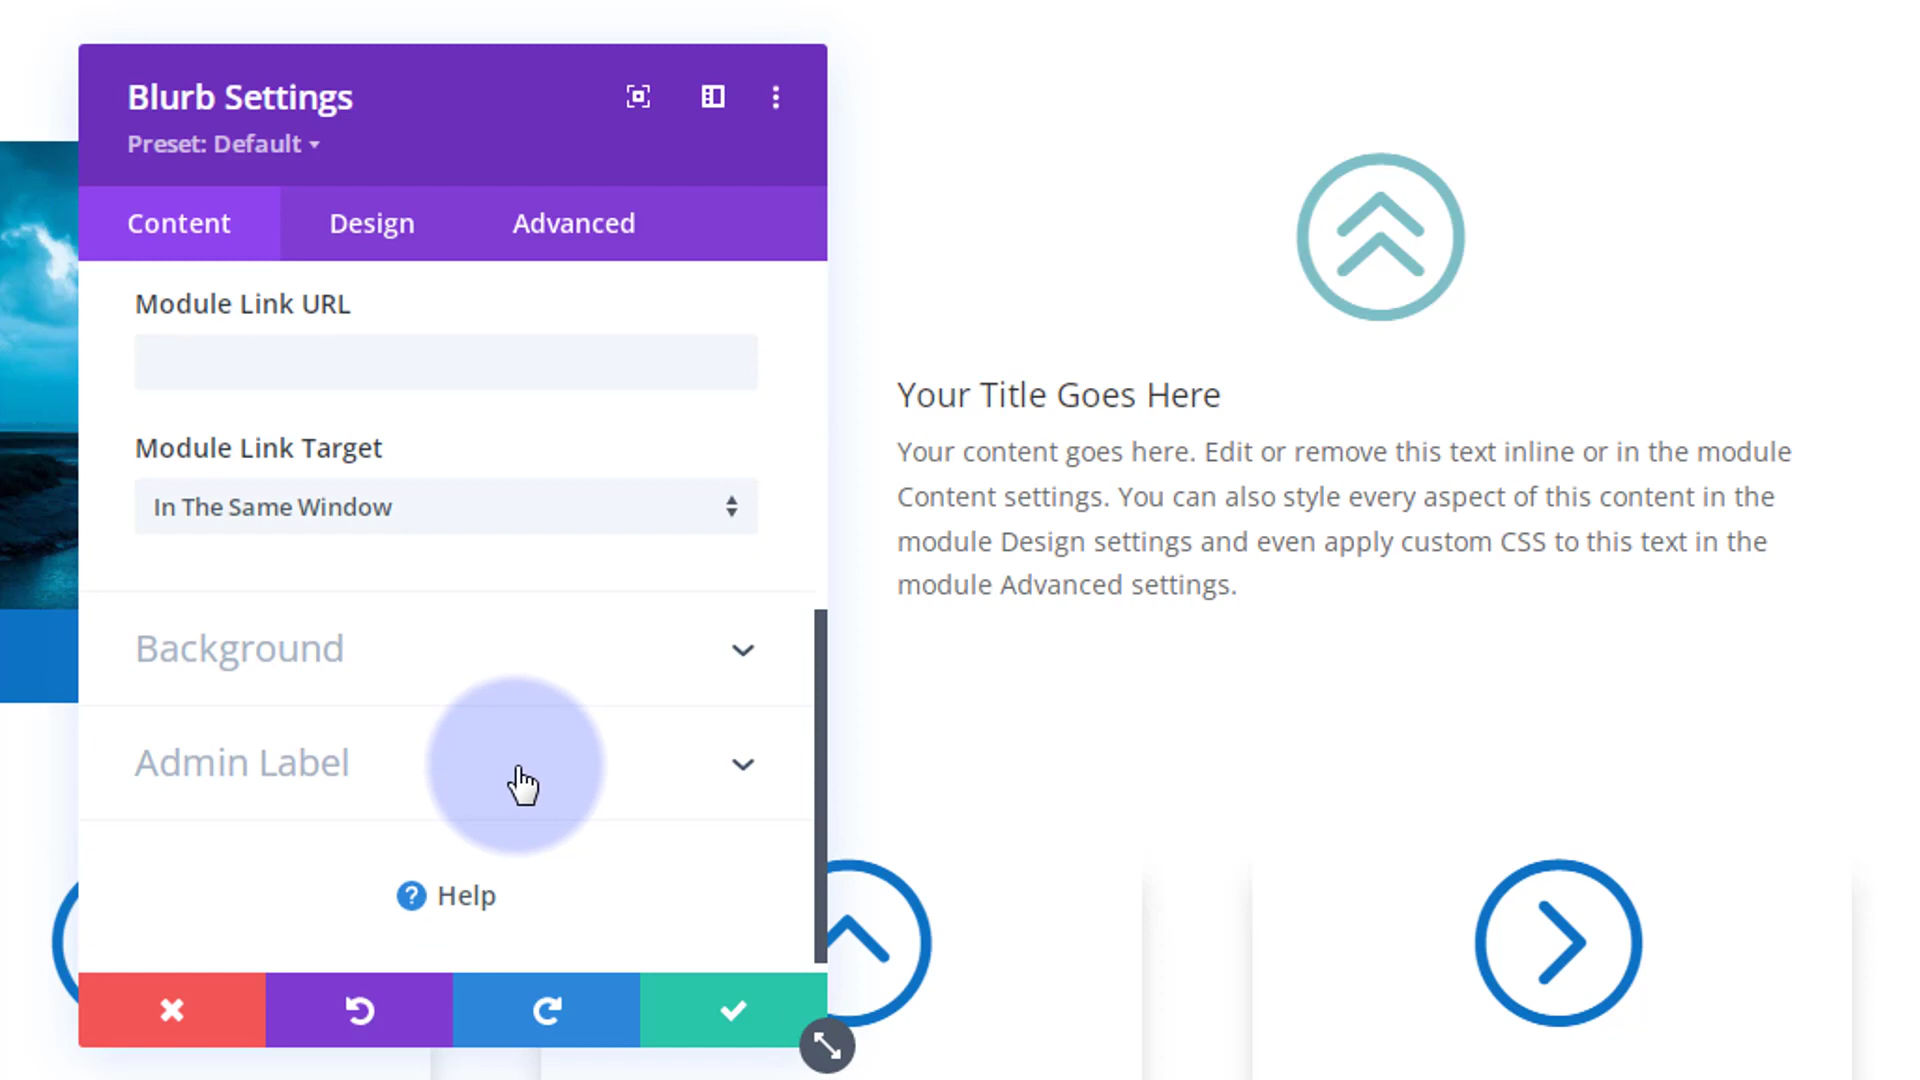 Blurb Settings
Preset: Default
Content
Design
Advanced
Module Link URL
Module Link Target
In The Same Window
Background
Admin Label
? Help
Your Title Goes Here
Your content goes here. Edit or remove this text inline or in the module
Content settings. You can also style every aspect of this content in the
module Design settings and even apply custom CSS to this text in the
module Advanced settings.